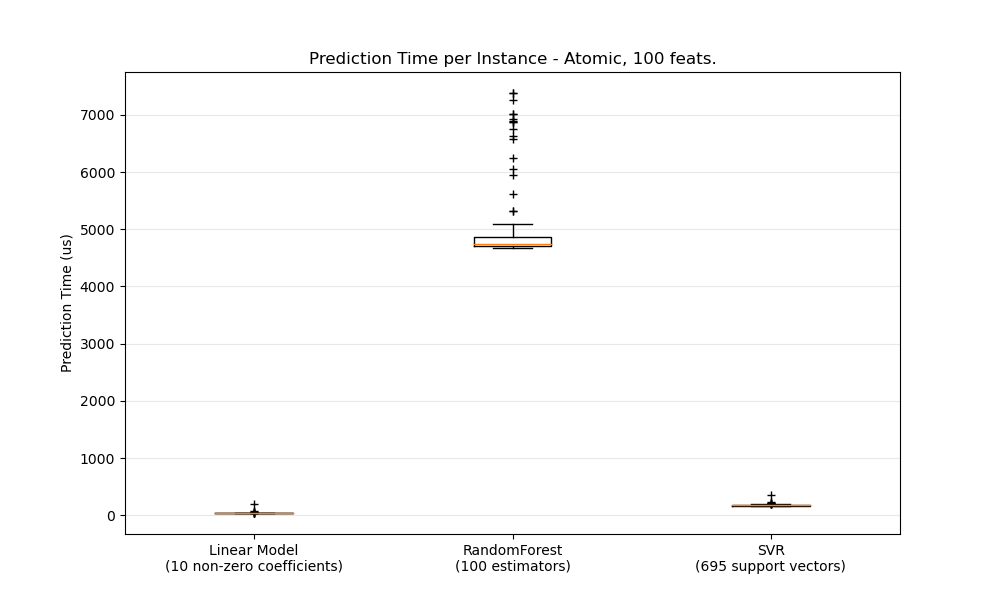 Prediction Time per Instance - Atomic, 100 feats.
Prediction Time (us)
7000
6000
5000
4000
3000
2000
1000
0
Linear Model
(10 non-zero coefficients)
RandomForest
(100 estimators)
SVR
(695 support vectors)